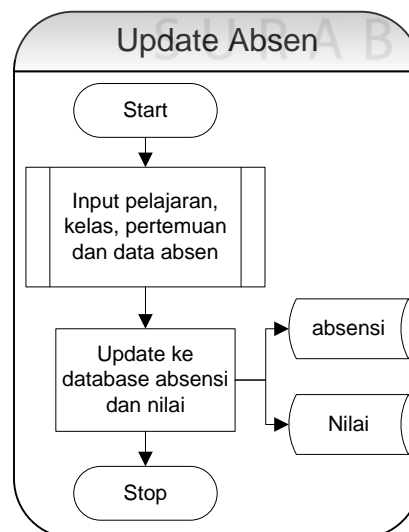 SURAB
Update Absen
Start
Input pelajaran,
kelas, pertemuan
dan data absen
Update ke
database absensi
dan nilai
absensi
Nilai
Stop